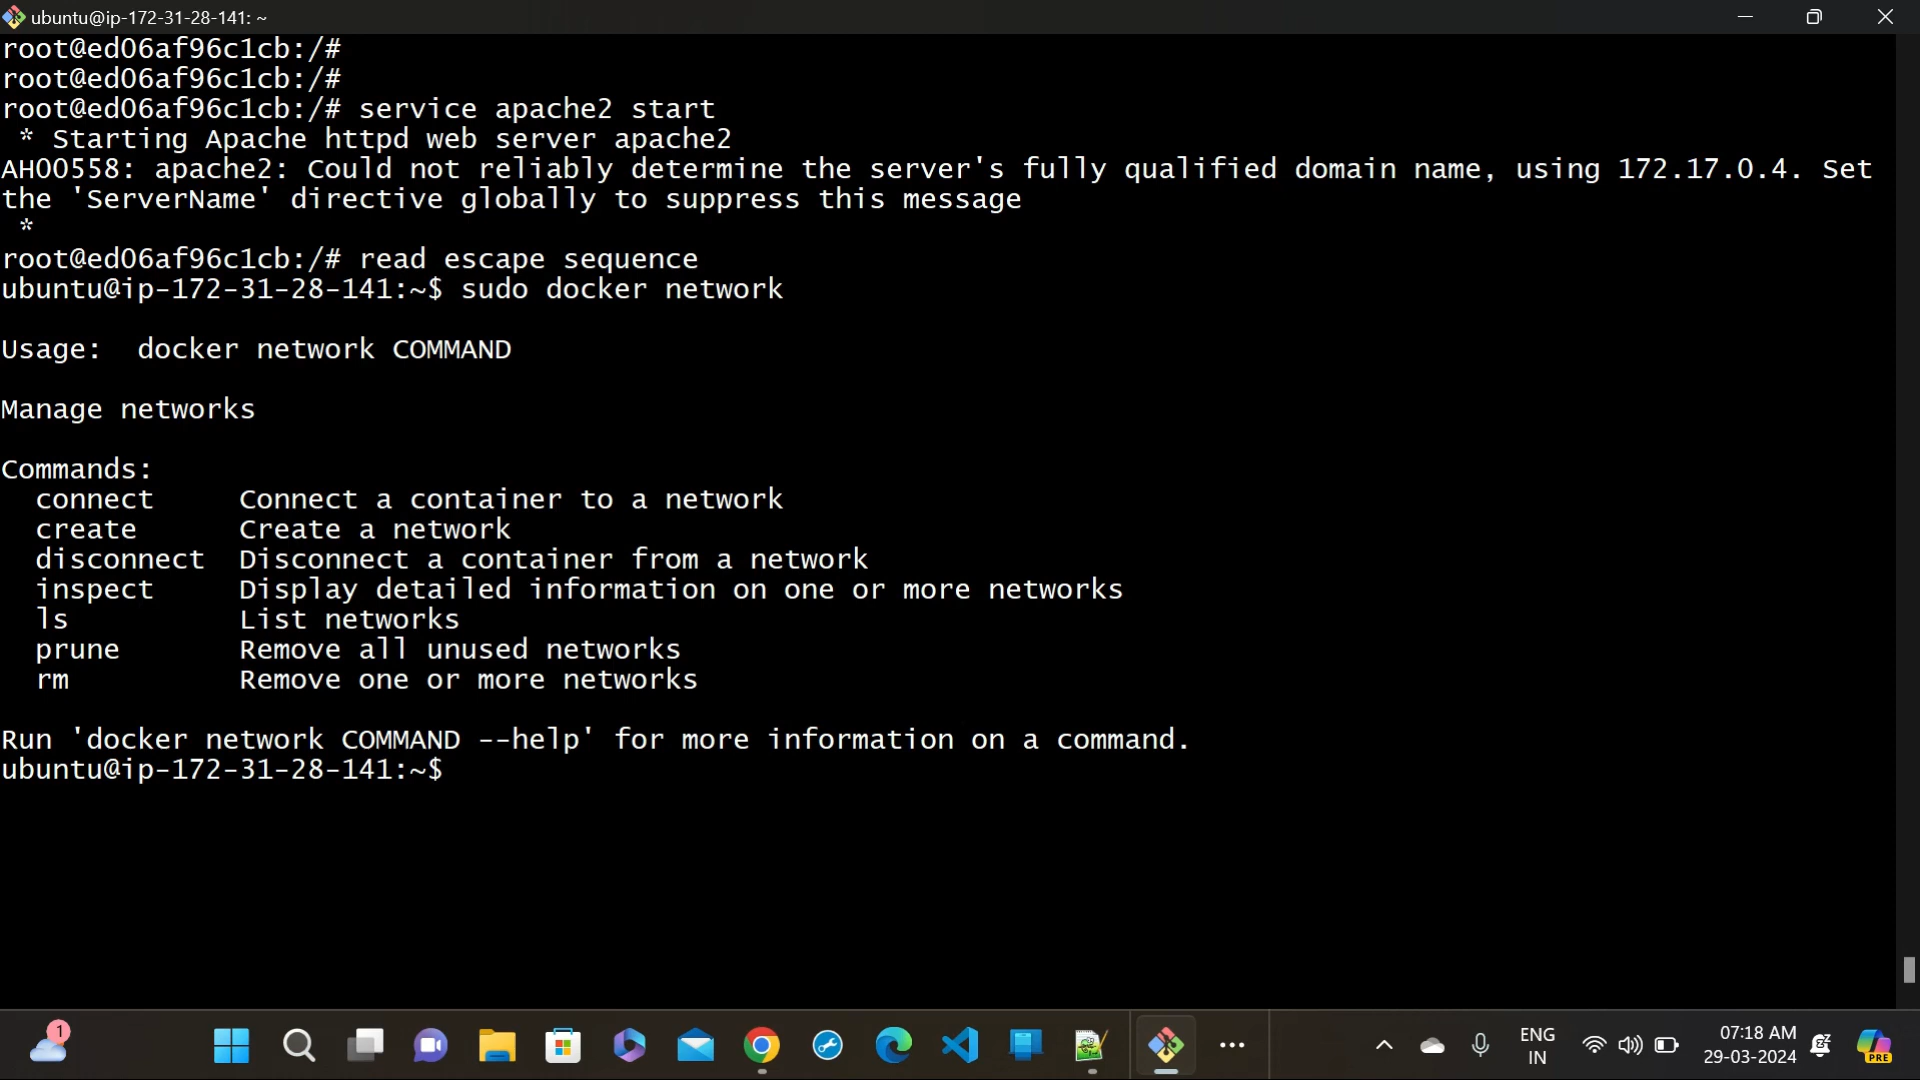 ubuntu@ip-172-31-28-141: ~
root@ed06af96c1cb:/#
root@ed06af96c1cb:/#
root@ed06af96c1cb:/# service apache2 start
 * Starting Apache httpd web server apache2
AH00558: apache2: Could not reliably determine the server's fully qualified domain name, using 172.17.0.4. Set
the 'ServerName' directive globally to suppress this message
 *
root@ed06af96c1cb:/# read escape sequence
ubuntu@ip-172-31-28-141:~$ sudo docker network
Usage:  docker network COMMAND
Manage networks
Commands:
  connect     Connect a container to a network
  create      Create a network
  disconnect  Disconnect a container from a network
  inspect     Display detailed information on one or more networks
  ls          List networks
  prune       Remove all unused networks
  rm          Remove one or more networks
Run 'docker network COMMAND --help' for more information on a command.
ubuntu@ip-172-31-28-141:~$
1
ENG
IN
07:18 AM
29-03-2024
PRE